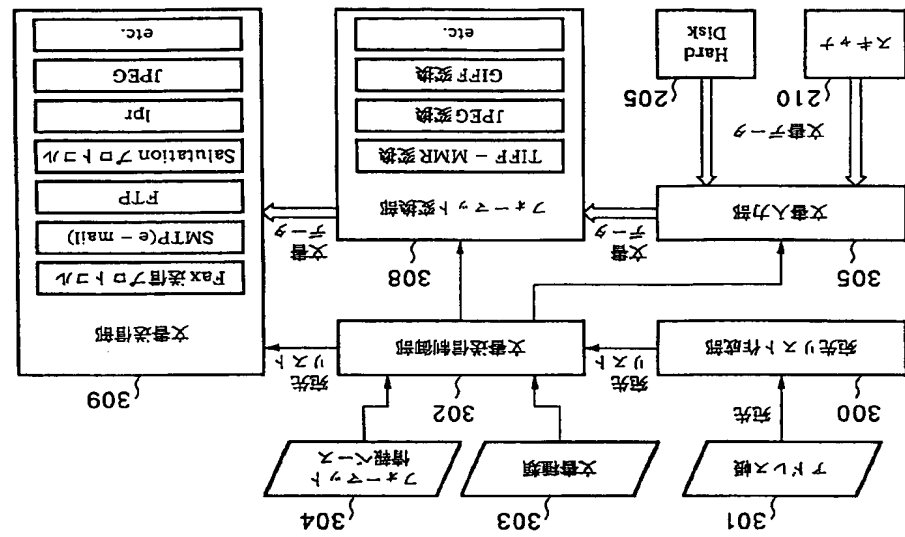 301
アドレス帳
303
文書種類
304
フォーマット
情報ベース
宛先
300
宛先リスト作成部
宛先
リスト
302
文書送信制御部
宛先
リスト
309
文書送信部
Fax送信プロトコル
SMTP(e-mail)
FTP
Salutationプロトコル
lpr
JPEG
etc.
305
文書入力部
文書
データ
308
フォーマット変換部
TIFF-MMR変換
JPEG変換
GIFF変換
etc.
文書
データ
文書データ
210
スキャナ
205
Hard
Disk